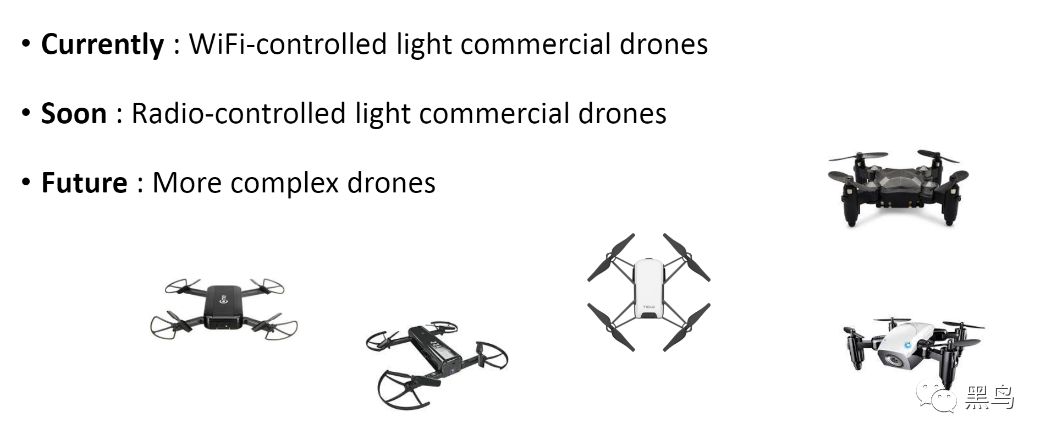 • Currently : WiFi-controlled light commercial drones
• Soon : Radio-controlled light commercial drones
• Future : More complex drones
黑鸟